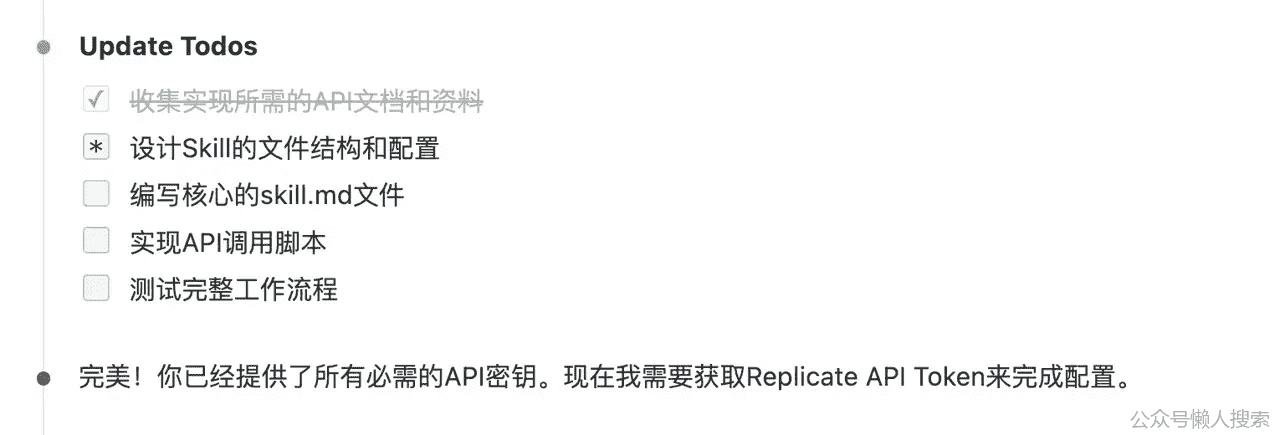 Update Todos
收集实现所需的API文档和资料
设计Skill的文件结构和配置
编写核心的skill.md文件
实现API调用脚本
测试完整工作流程
完美！你已经提供了所有必需的API密钥。现在我需要获取Replicate API Token来完成配置。
公众号懒人搜索